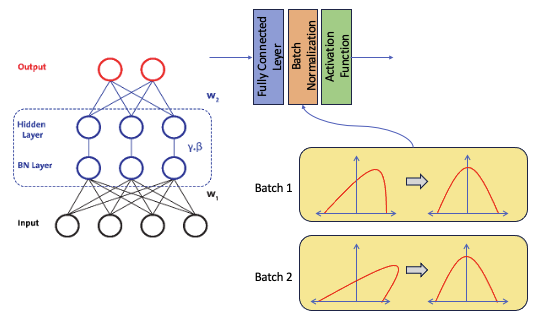 Output
W2
Hidden
Layer
γ,β
BN Layer
W1
Input
Fully Connected
Leyer
Batch
Normalization
Activation
Function
Batch 1
Batch 2